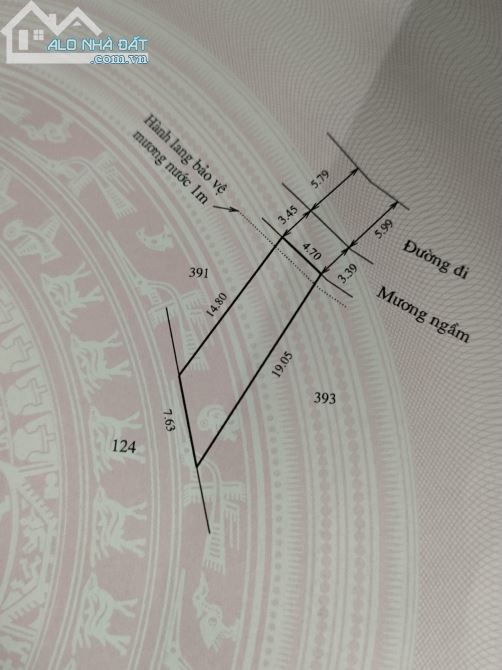 ALO NHÀ ĐẤT
.com.vn
Hành lang bảo vệ
mương nước 1m
5.79
3.45
5.99
4.70
3.39
Đường đi
Mương ngầm
391
14.80
19.05
393
7.63
124